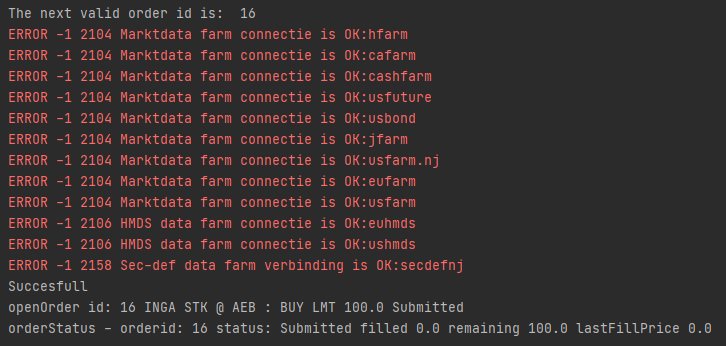 The next valid order id is:  16
ERROR -1 2104 Marktdata farm connectie is OK:hfarm
ERROR -1 2104 Marktdata farm connectie is OK:cafarm
ERROR -1 2104 Marktdata farm connectie is OK:cashfarm
ERROR -1 2104 Marktdata farm connectie is OK:usfuture
ERROR -1 2104 Marktdata farm connectie is OK:usbond
ERROR -1 2104 Marktdata farm connectie is OK:jfarm
ERROR -1 2104 Marktdata farm connectie is OK:usfarm.nj
ERROR -1 2104 Marktdata farm connectie is OK:eufarm
ERROR -1 2104 Marktdata farm connectie is OK:usfarm
ERROR -1 2106 HMDS data farm connectie is OK:euhmds
ERROR -1 2106 HMDS data farm connectie is OK:ushmds
ERROR -1 2158 Sec-def data farm verbinding is OK:secdefnj
Succesfull
openOrder id: 16 INGA STK @ AEB : BUY LMT 100.0 Submitted
orderStatus - orderid: 16 status: Submitted filled 0.0 remaining 100.0 lastFillPrice 0.0